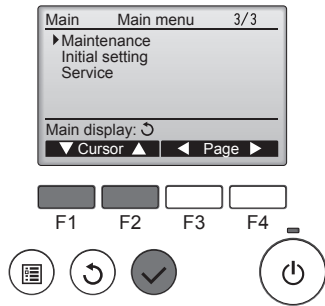 Main Main menu 3/3
Maintenance
Initial setting
Service
Main display:
Cursor Page
F1 F2 F3 F4